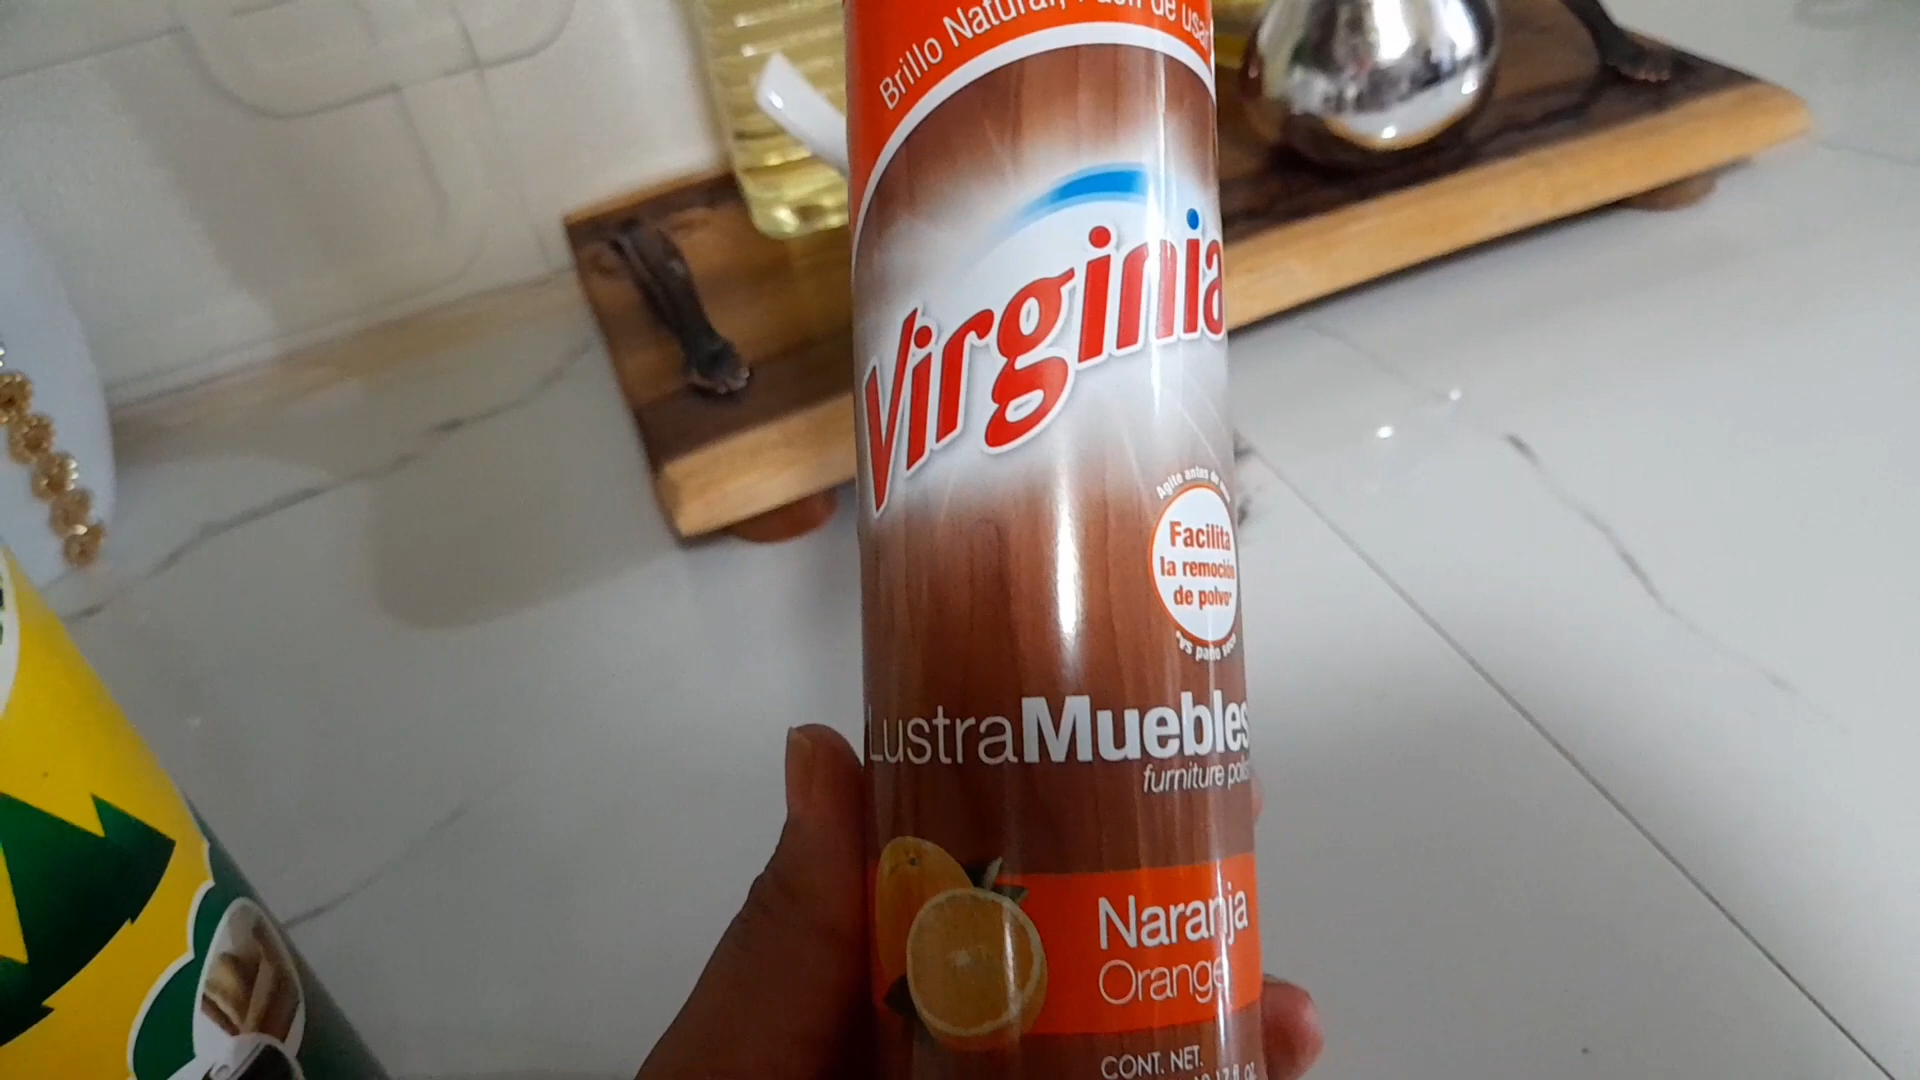 Brillo Natural, Fácil de usar
Virginia
Agite antes de usar
Facilita
la remoción
de polvo*
*vs paño seco
LustraMuebles
furniture polish
Naranja
Orange
CONT. NET.